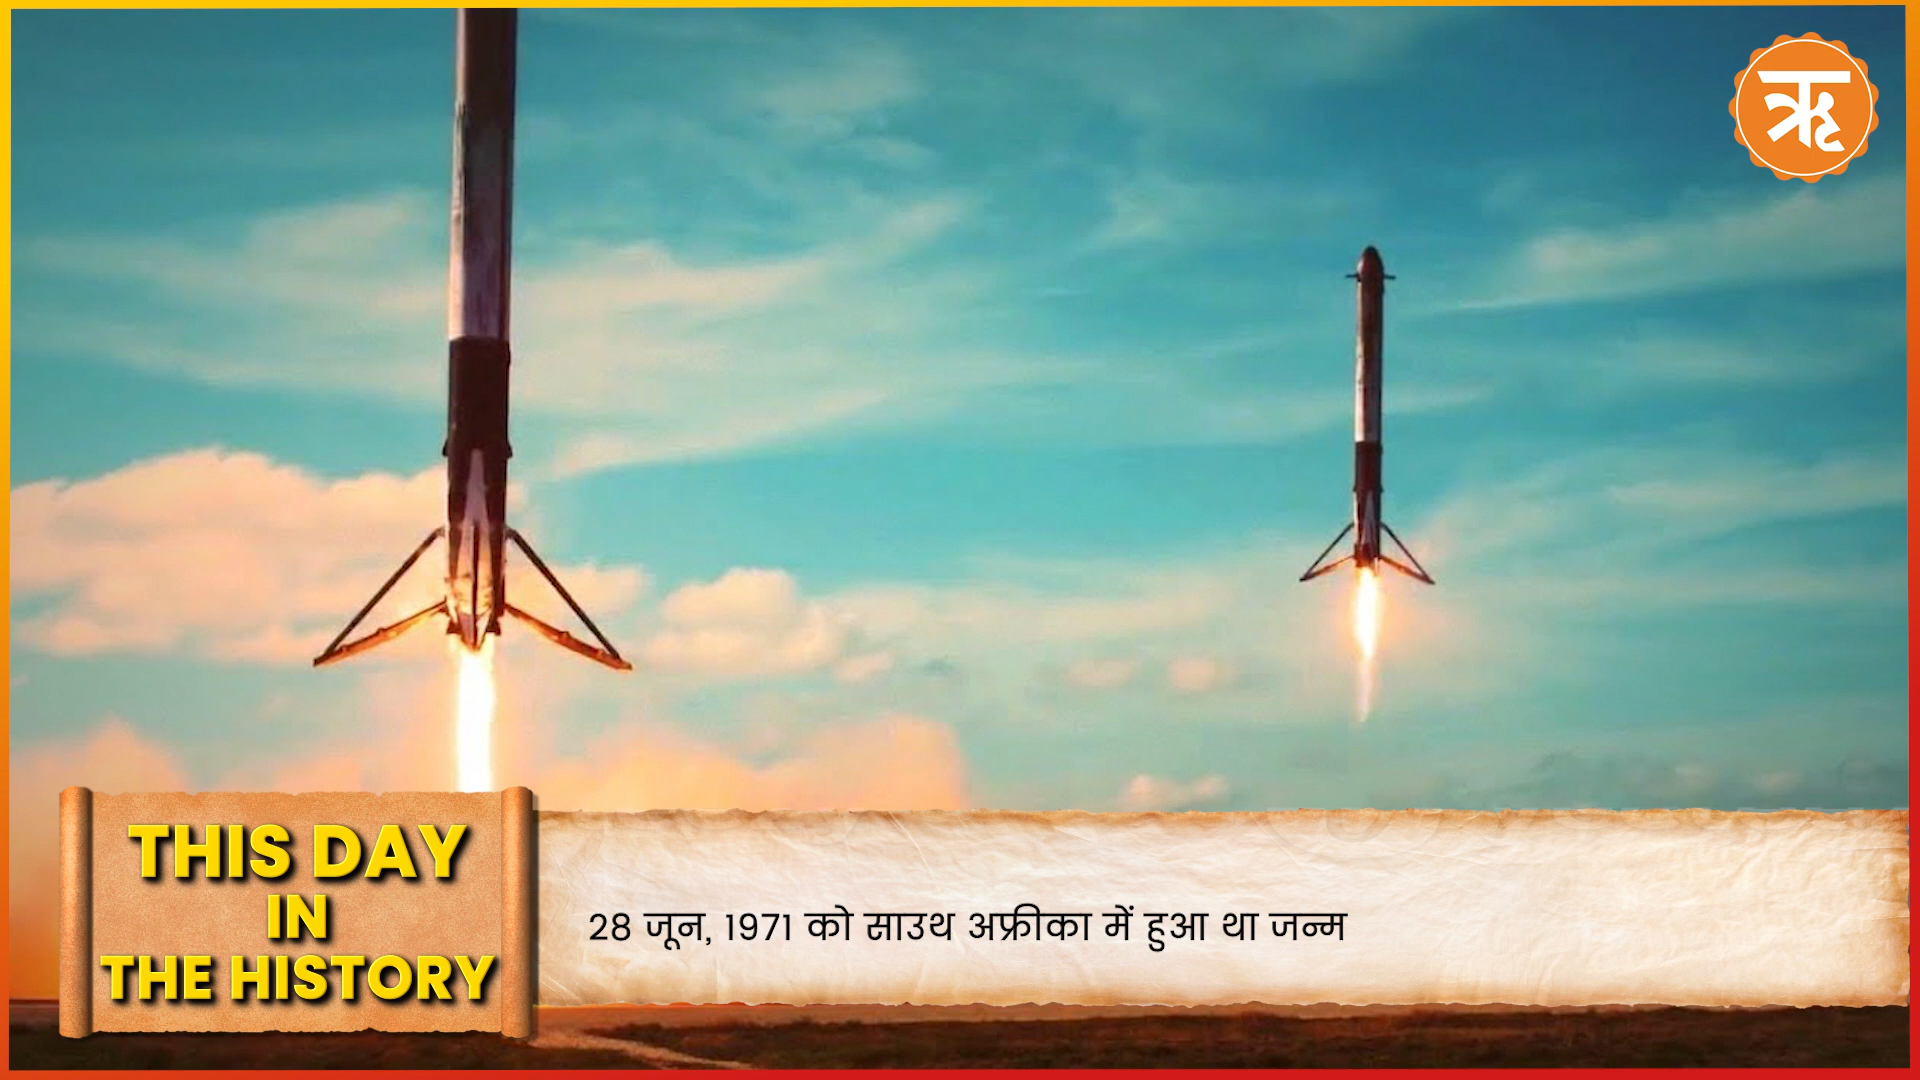 ऋ
THIS DAY
IN
THE HISTORY
28 जून, 1971 को साउथ अफ्रीका में हुआ था जन्म